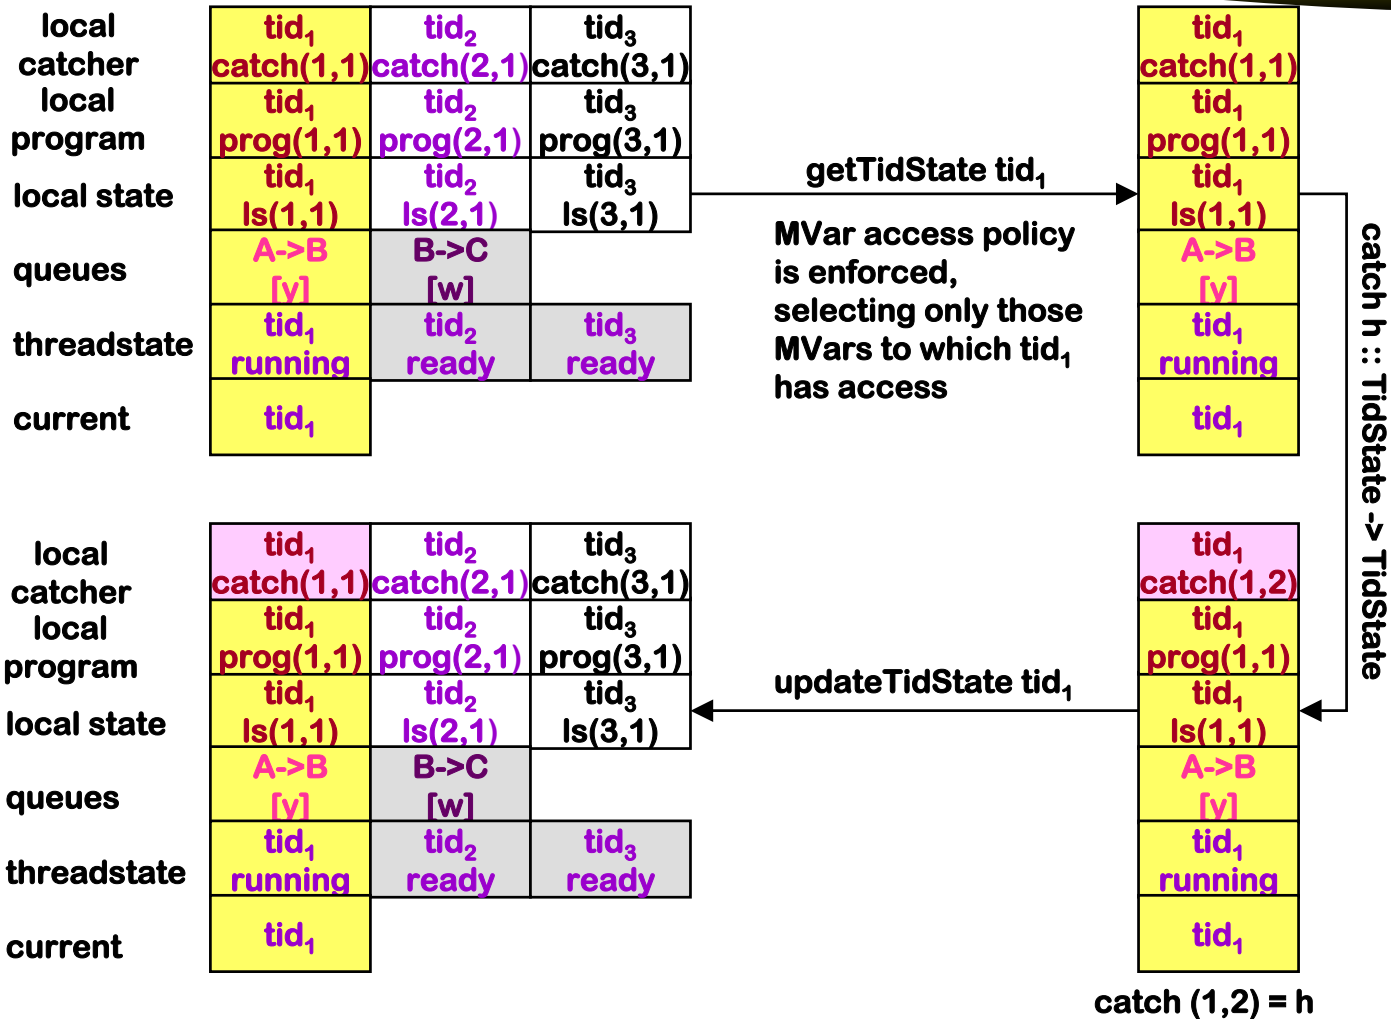 local
catcher
tid1 tid2 tid3
catch(1,1) catch(2,1) catch(3,1)
local
program
tid1 tid2 tid3
prog(1,1) prog(2,1) prog(3,1)
local state
tid1 tid2 tid3
ls(1,1) ls(2,1) ls(3,1)
queues
A->B B->C
[y] [w]
threadstate
tid1 tid2 tid3
running ready ready
current
tid1
getTidState tid1
MVar access policy
is enforced,
selecting only those
MVars to which tid1
has access
tid1
catch(1,1)
tid1
prog(1,1)
tid1
ls(1,1)
A->B
[y]
tid1
running
tid1
catch h :: TidState -> TidState
local
catcher
tid1 tid2 tid3
catch(1,1) catch(2,1) catch(3,1)
local
program
tid1 tid2 tid3
prog(1,1) prog(2,1) prog(3,1)
local state
tid1 tid2 tid3
ls(1,1) ls(2,1) ls(3,1)
queues
A->B B->C
[y] [w]
threadstate
tid1 tid2 tid3
running ready ready
current
tid1
updateTidState tid1
tid1
catch(1,2)
tid1
prog(1,1)
tid1
ls(1,1)
A->B
[y]
tid1
running
tid1
catch (1,2) = h